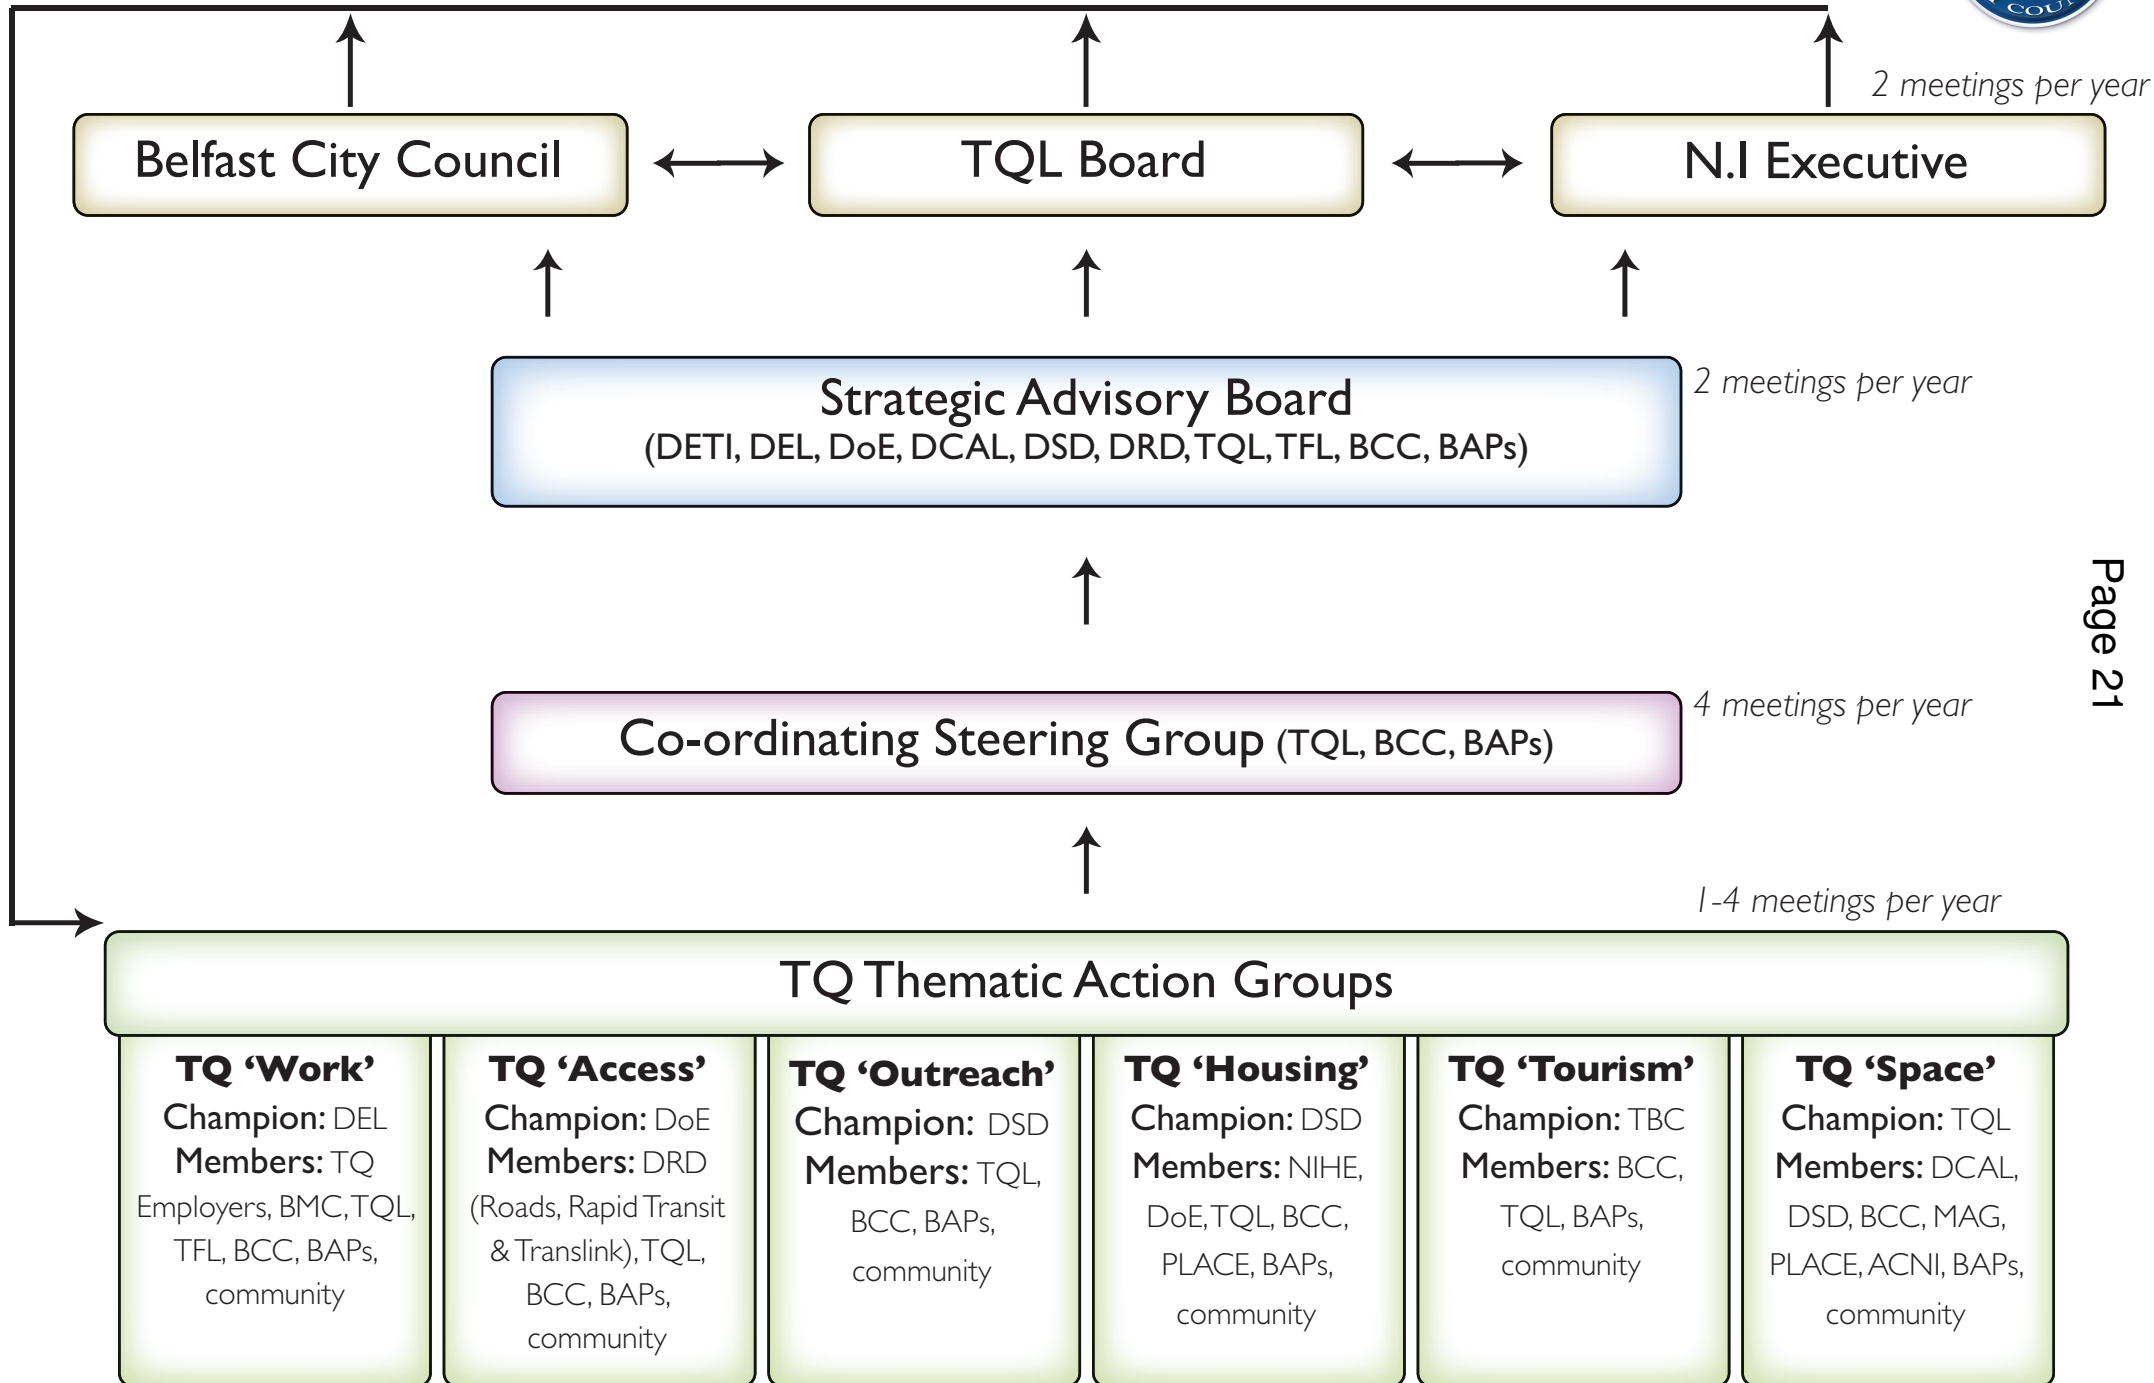 COU
2 meetings per year
Belfast City Council
TQL Board
N.I Executive
Strategic Advisory Board
(DETI, DEL, DoE, DCAL, DSD, DRD, TQL, TFL, BCC, BAPs)
2 meetings per year
Co-ordinating Steering Group (TQL, BCC, BAPs)
4 meetings per year
Page 21
1-4 meetings per year
TQ Thematic Action Groups
TQ ‘Work’
Champion: DEL
Members: TQ
Employers, BMC, TQL,
TFL, BCC, BAPs,
community
TQ ‘Access’
Champion: DoE
Members: DRD
(Roads, Rapid Transit
& Translink), TQL,
BCC, BAPs,
community
TQ ‘Outreach’
Champion: DSD
Members: TQL,
BCC, BAPs,
community
TQ ‘Housing’
Champion: DSD
Members: NIHE,
DoE, TQL, BCC,
PLACE, BAPs,
community
TQ ‘Tourism’
Champion: TBC
Members: BCC,
TQL, BAPs,
community
TQ ‘Space’
Champion: TQL
Members: DCAL,
DSD, BCC, MAG,
PLACE, ACNI, BAPs,
community